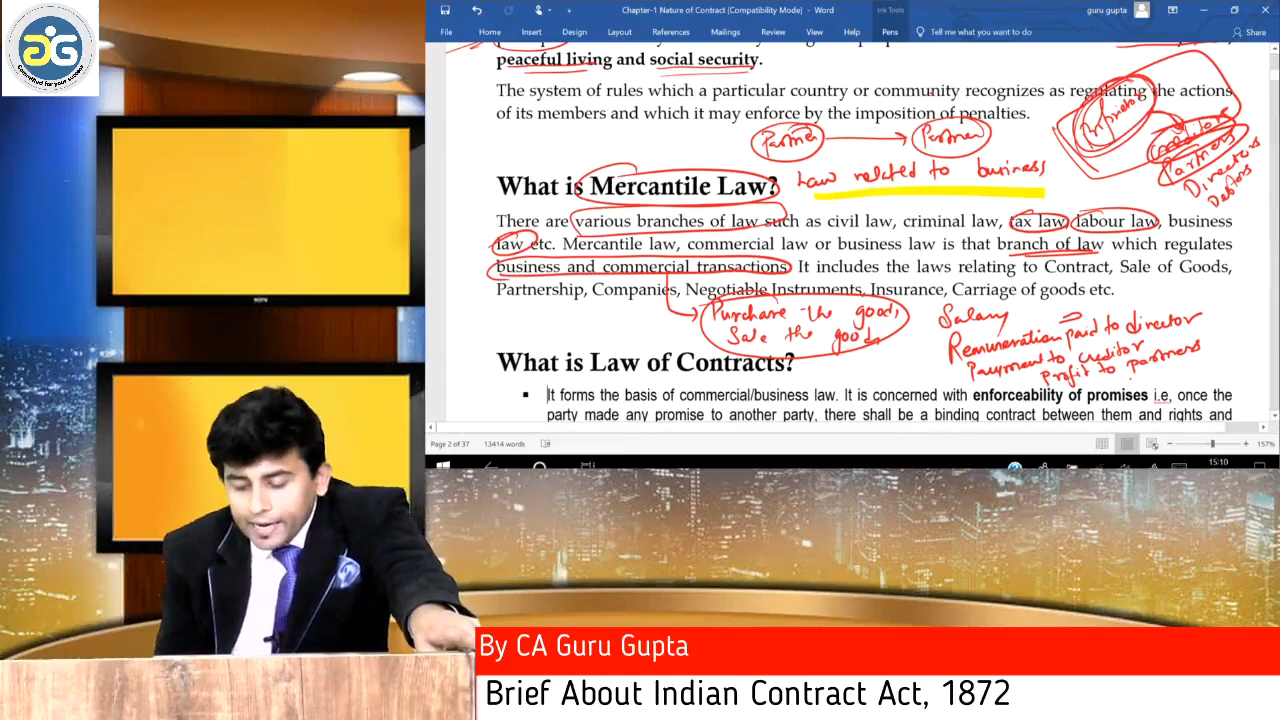 Chapter-1 Nature of Contract [Compatibility Mode] - Word
Ink Tools
guru gupta
File Home Insert Design Layout References Mailings Review View Help Pens Tell me what you want to do Share
Committed for your success
peaceful living and social security.
The system of rules which a particular country or community recognizes as regulating the actions
of its members and which it may enforce by the imposition of penalties.
Proprietor
Creditors
Partners
Directors
Debtors
Partner Partner
Law related to business
What is Mercantile Law?
There are various branches of law such as civil law, criminal law, tax law, labour law, business
law etc. Mercantile law, commercial law or business law is that branch of law which regulates
business and commercial transactions. It includes the laws relating to Contract, Sale of Goods,
Partnership, Companies, Negotiable Instruments, Insurance, Carriage of goods etc.
Purchase the good,
Sale the good
Salary
Remuneration paid to director
Payment to creditor
Profit to partners
What is Law of Contracts?
▪ It forms the basis of commercial/business law. It is concerned with enforceability of promises i.e, once the
party made any promise to another party, there shall be a binding contract between them and rights and
Page 2 of 37 13414 words 157%
15:10
By CA Guru Gupta
Brief About Indian Contract Act, 1872